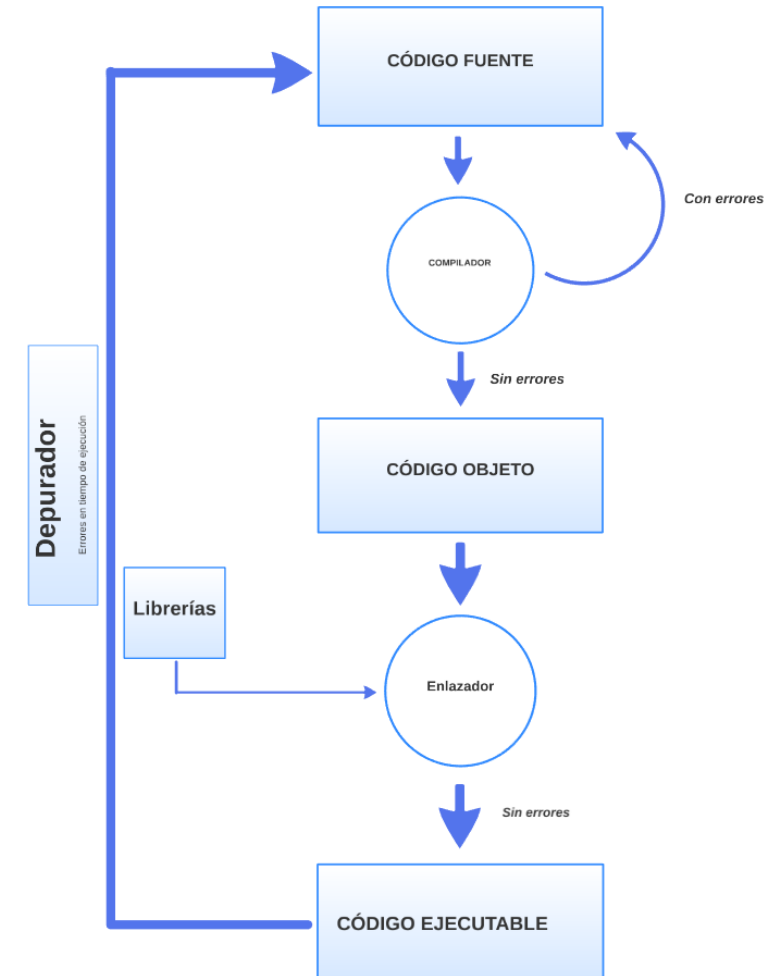 CÓDIGO FUENTE
Con errores
COMPILADOR
Sin errores
CÓDIGO OBJETO
Depurador
Errores en tiempo de ejecución
Librerías
Enlazador
Sin errores
CÓDIGO EJECUTABLE